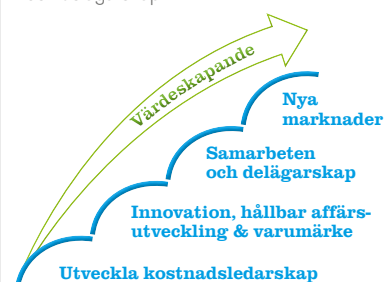 Värdeskapande
Nya
marknader
Samarbeten
och delägarskap
Innovation, hållbar affärs-
utveckling & varumärke
Utveckla kostnadsledarskap